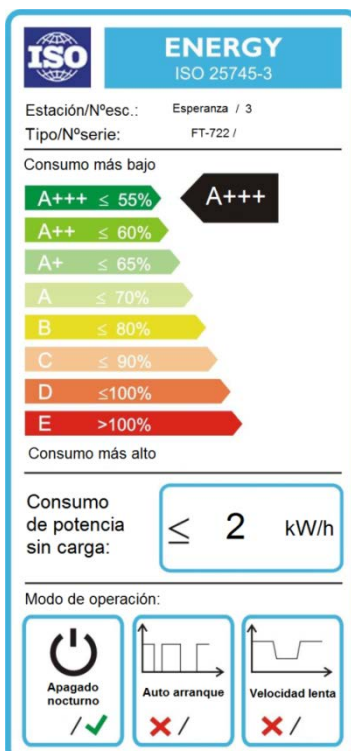 ISO
ENERGY
ISO 25745-3
Estación/Nºesc.: Esperanza / 3
Tipo/Nºserie: FT-722 /
Consumo más bajo
A+++ ≤ 55% A+++
A++ ≤ 60%
A+ ≤ 65%
A ≤ 70%
B ≤ 80%
C ≤ 90%
D ≤100%
E >100%
Consumo más alto
Consumo
de potencia
sin carga:
≤ 2 kW/h
Modo de operación:
Apagado
nocturno
/ ✓
Auto arranque
✗ /
Velocidad lenta
✗ /